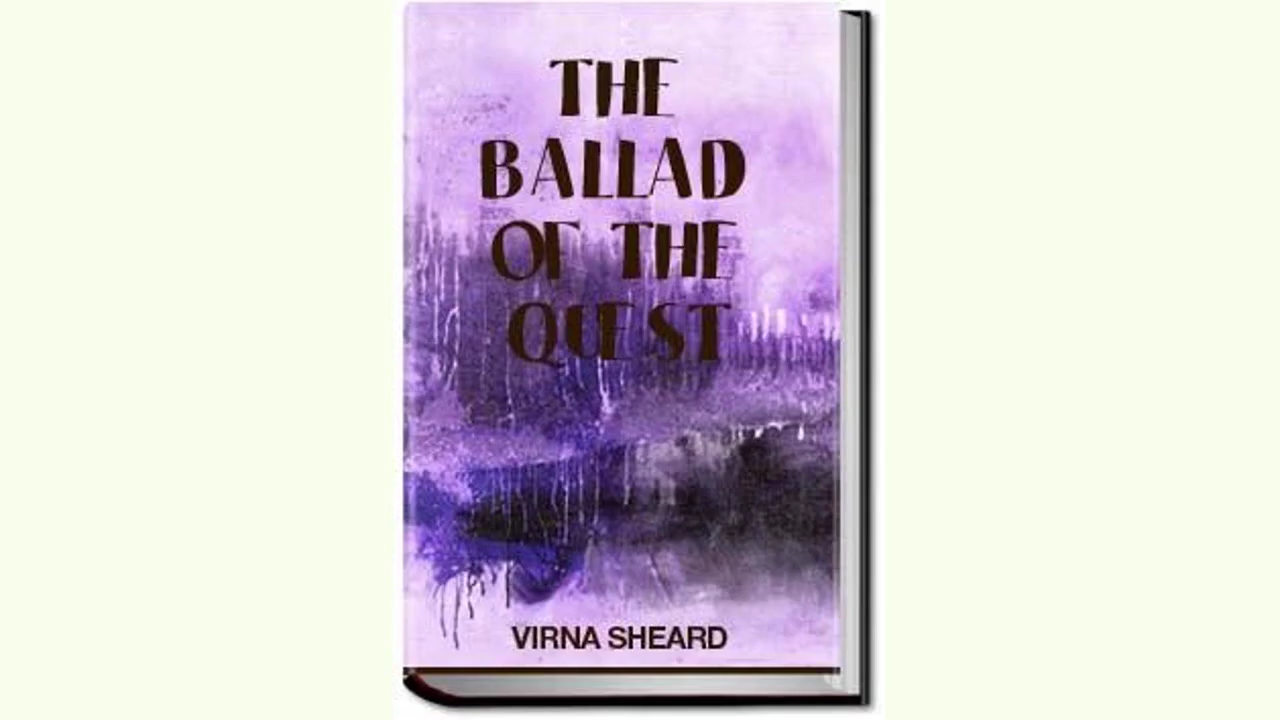 THE
BALLAD
OF THE
QUEST
VIRNA SHEARD